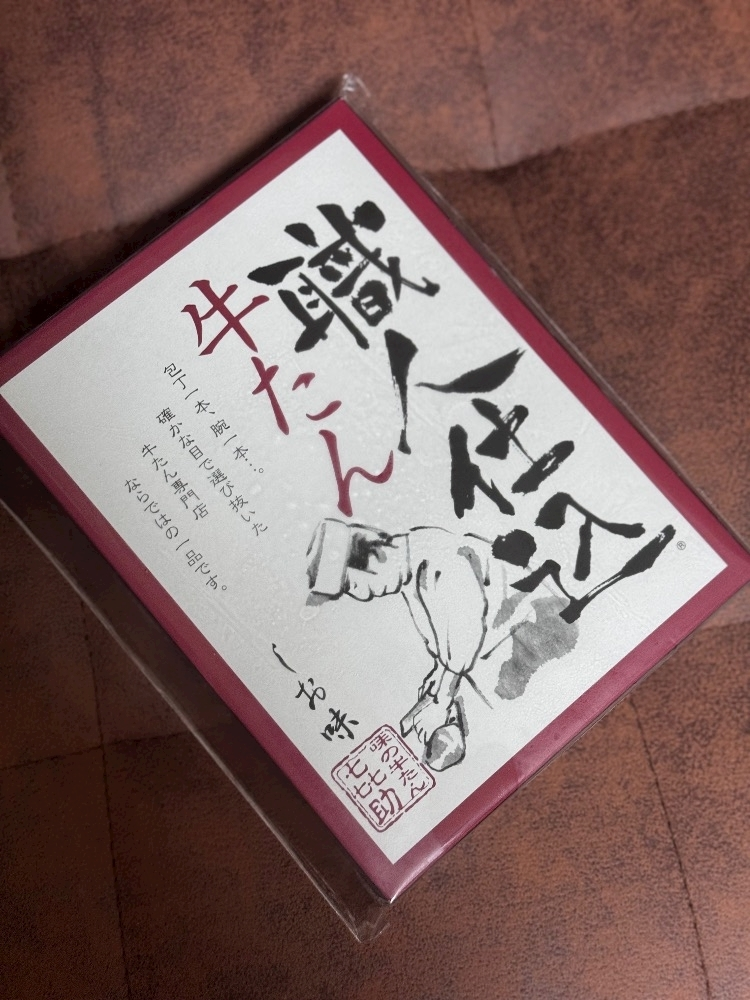 職人仕込
®
牛たん
包丁一本、腕一本…。
確かな目で選び抜いた
牛たん専門店
ならではの一品です。
しお味
味の牛たん
㐂助